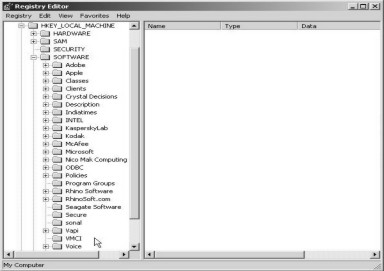 Registry Editor
Registry Edit View Favorites Help
Name Type Data
HKEY_LOCAL_MACHINE
HARDWARE
SAM
SECURITY
SOFTWARE
Adobe
Apple
Classes
Clients
Crystal Decisions
Description
Indiatimes
INTEL
KasperskyLab
Kodak
McAfee
Microsoft
Nico Mak Computing
ODBC
Policies
Program Groups
Rhino Software
RhinoSoft.com
Seagate Software
Secure
sonal
Vapi
VMCI
Voice
My Computer